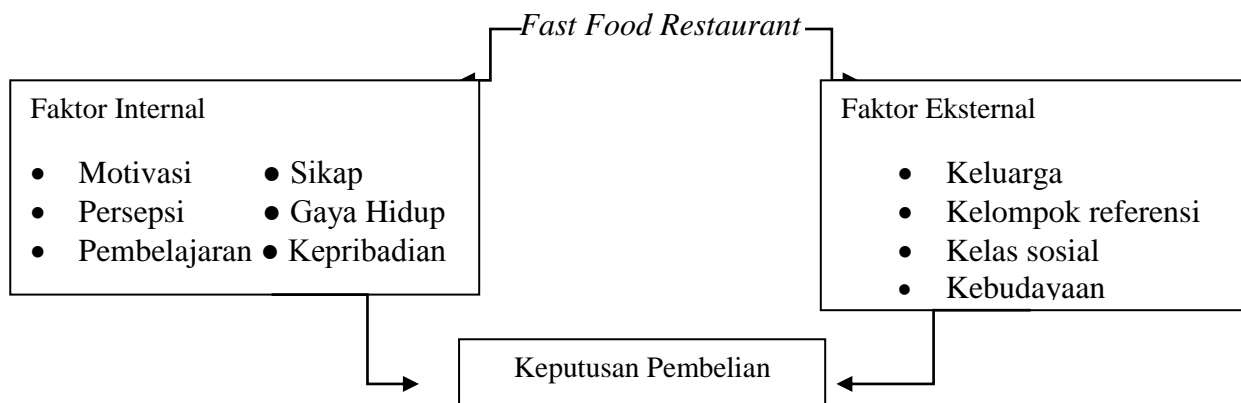 Fast Food Restaurant
Faktor Internal
● Motivasi ● Sikap
● Persepsi ● Gaya Hidup
● Pembelajaran ● Kepribadian
Faktor Eksternal
● Keluarga
● Kelompok referensi
● Kelas sosial
● Kebudayaan
Keputusan Pembelian